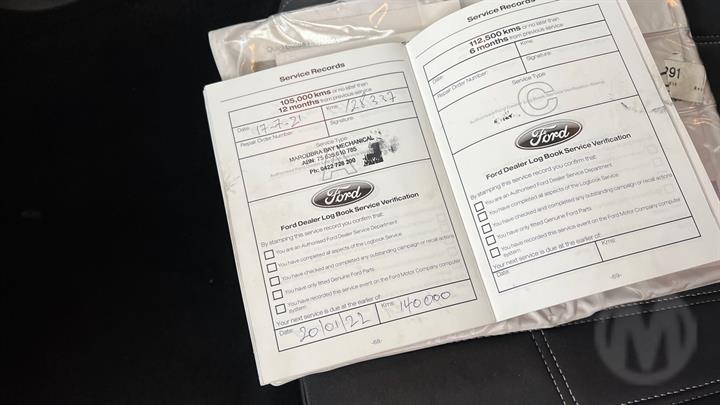 Service Records
105,000 kms or no later than
12 months from previous service
Date:
17-7-21
Kms:
128337
Repair Order Number:
Signature:
Service Type
MAROUBRA BAY MECHANICAL
ABN: 75 635 610 785
Ph: 0422 726 200
Ford
Ford Dealer Log Book Service Verification
By stamping this service record you confirm that:
You are an Authorised Ford Dealer Service Department
You have completed all aspects of the Logbook Service
You have checked and completed any outstanding campaign or recall actions
You have only fitted Genuine Ford Parts
You have recorded this service event on the Ford Motor Company computer
system
Your next service is due at the earlier of:
Date:
20/01/22
Kms:
140000
-68-
Service Records
112,500 kms or no later than
6 months from previous service
Date:
Kms:
Repair Order Number:
Signature:
Service Type
C
Ford
Ford Dealer Log Book Service Verification
By stamping this service record you confirm that:
You are an Authorised Ford Dealer Service Department
You have completed all aspects of the Logbook Service
You have checked and completed any outstanding campaign or recall actions
You have only fitted Genuine Ford Parts
You have recorded this service event on the Ford Motor Company computer
system
Your next service is due at the earlier of:
Date:
Kms:
-69-
291
M